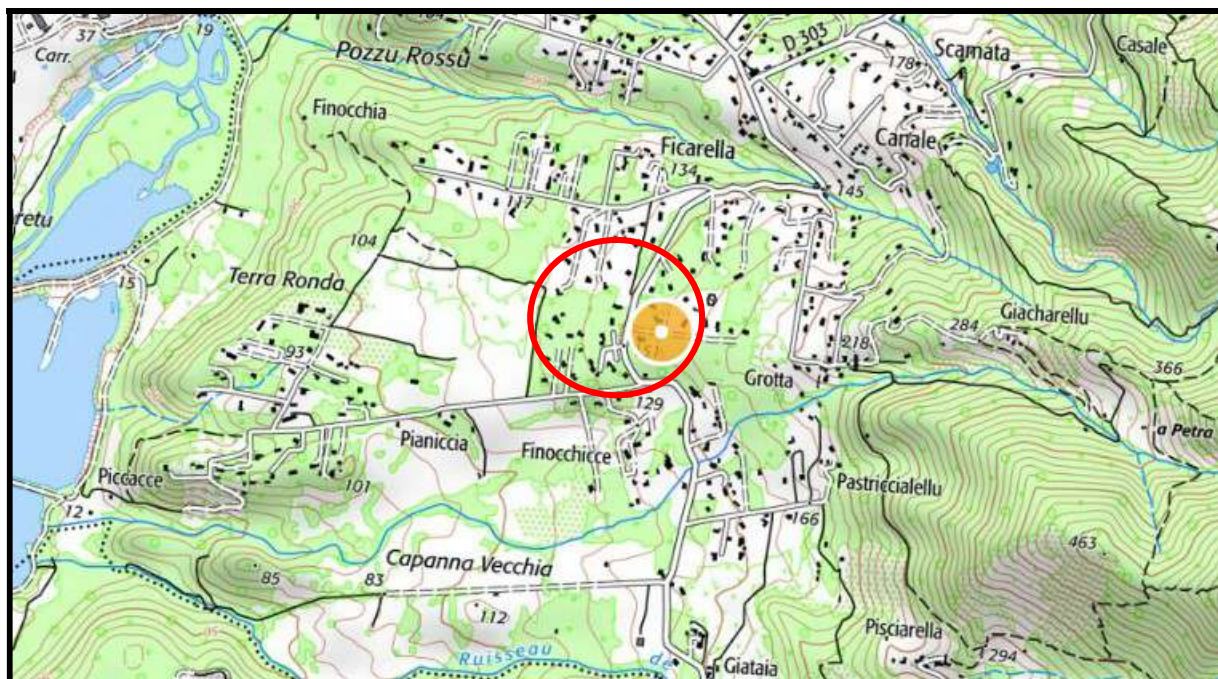 19
37
Carr.
Pozzu Rossu
D 303
178
Scamata
Casale
Finocchia
Ficarella
134
Canale
145
117
104
15
Terra Ronda
93
284
Giacharellu
218
366
Grotta
129
a Petra
Pianiccia
Finocchicce
Piccacce
101
Pastriccialellu
12
166
463
Capanna Vecchia
85
83
112
Pisciarella
Ruisseau de
Giataia
294